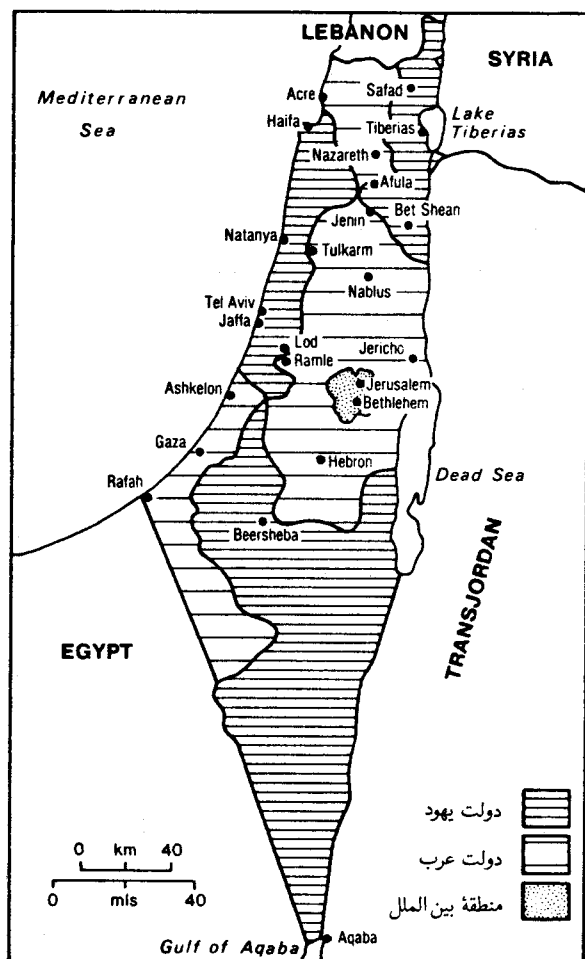 LEBANON
SYRIA
Mediterranean
Sea
Safad
Acre
Lake
Tiberias
Haifa
Tiberias
Nazareth
Afula
Jenin
Bet Shean
Natanya
Tulkarm
Nablus
Tel Aviv
Jaffa
Lod
Ramle
Jericho
Jerusalem
Bethlehem
Ashkelon
Gaza
Hebron
Dead Sea
Rafah
Beersheba
EGYPT
TRANSJORDAN
دولت یهود
دولت عرب
منطقهٔ بین الملل
0 km 40
0 mls 40
Aqaba
Gulf of Aqaba